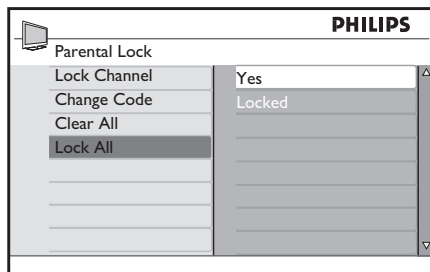 PHILIPS
Parental Lock
Lock Channel
Change Code
Clear All
Lock All
Yes
Locked